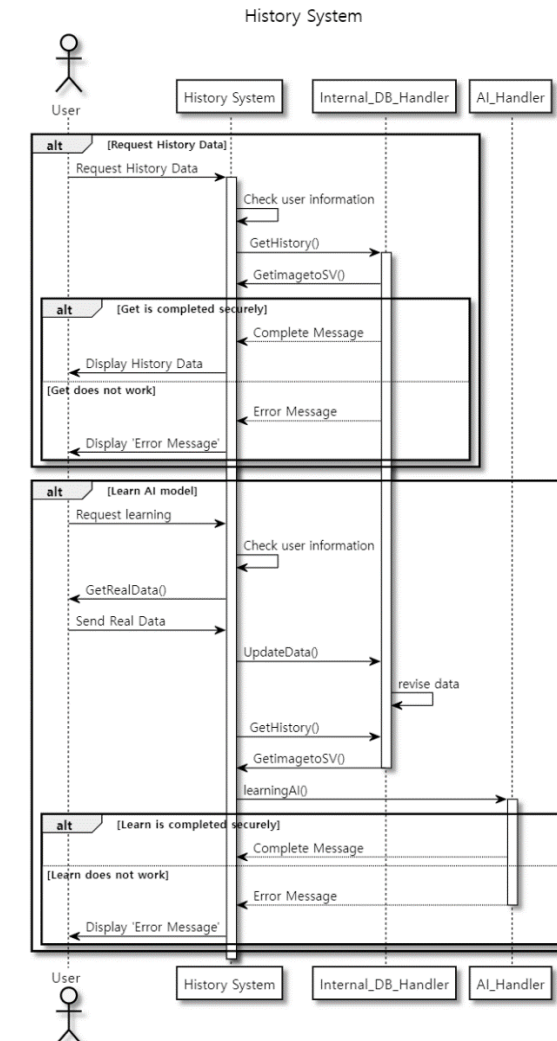 History System
User
History System
Internal_DB_Handler
AI_Handler
alt
[Request History Data]
Request History Data
Check user information
GetHistory()
GetimagetoSV()
alt
[Get is completed securely]
Complete Message
Display History Data
[Get does not work]
Error Message
Display 'Error Message'
alt
[Learn AI model]
Request learning
Check user information
GetRealData()
Send Real Data
UpdateData()
revise data
GetHistory()
GetimagetoSV()
learningAI()
alt
[Learn is completed securely]
Complete Message
[Learn does not work]
Error Message
Display 'Error Message'
User
History System
Internal_DB_Handler
AI_Handler